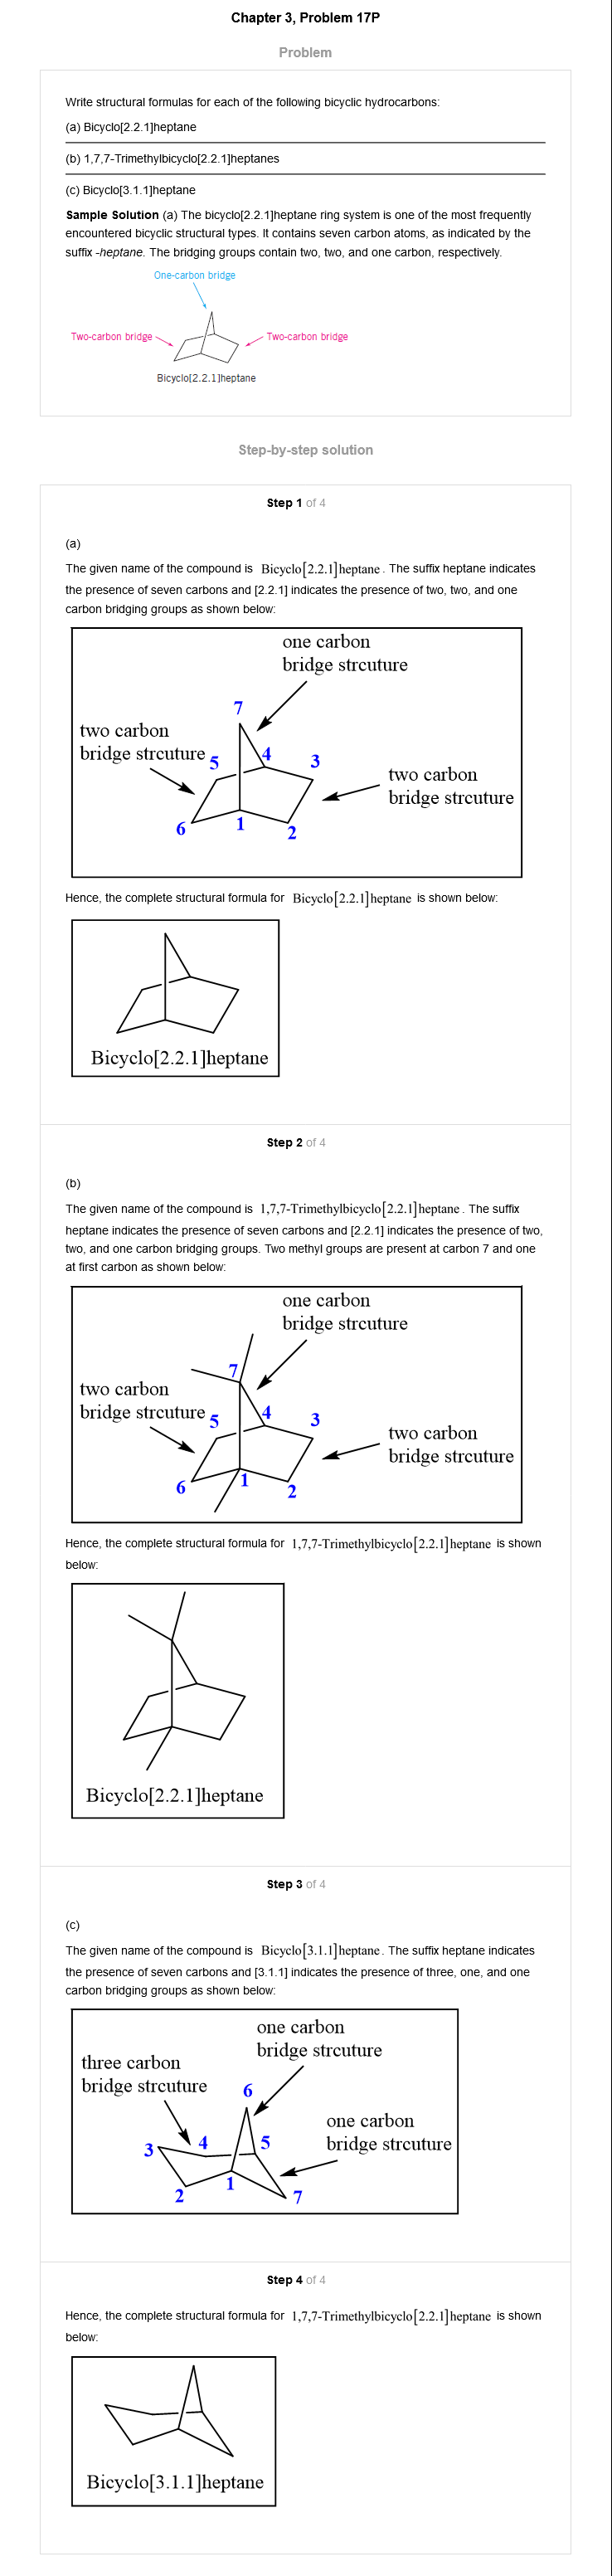 Chapter 3, Problem 17P
Problem
Write structural formulas for each of the following bicyclic hydrocarbons:
(a) Bicyclo[2.2.1]heptane
(b) 1,7,7-Trimethylbicyclo[2.2.1]heptanes
(c) Bicyclo[3.1.1]heptane
Sample Solution (a) The bicyclo[2.2.1]heptane ring system is one of the most frequently
encountered bicyclic structural types. It contains seven carbon atoms, as indicated by the
suffix -heptane. The bridging groups contain two, two, and one carbon, respectively.
One-carbon bridge
Two-carbon bridge
Two-carbon bridge
Bicyclo[2.2.1]heptane
Step-by-step solution
Step 1 of 4
(a)
The given name of the compound is Bicyclo[2.2.1]heptane. The suffix heptane indicates
the presence of seven carbons and [2.2.1] indicates the presence of two, two, and one
carbon bridging groups as shown below:
one carbon
bridge strcuture
7
two carbon
bridge strcuture
5
4
3
two carbon
bridge strcuture
6
1
2
Hence, the complete structural formula for Bicyclo[2.2.1]heptane is shown below:
Bicyclo[2.2.1]heptane
Step 2 of 4
(b)
The given name of the compound is 1,7,7-Trimethylbicyclo[2.2.1]heptane. The suffix
heptane indicates the presence of seven carbons and [2.2.1] indicates the presence of two,
two, and one carbon bridging groups. Two methyl groups are present at carbon 7 and one
at first carbon as shown below:
one carbon
bridge strcuture
7
two carbon
bridge strcuture
5
4
3
two carbon
bridge strcuture
6
1
2
Hence, the complete structural formula for 1,7,7-Trimethylbicyclo[2.2.1]heptane is shown
below:
Bicyclo[2.2.1]heptane
Step 3 of 4
(c)
The given name of the compound is Bicyclo[3.1.1]heptane. The suffix heptane indicates
the presence of seven carbons and [3.1.1] indicates the presence of three, one, and one
carbon bridging groups as shown below:
one carbon
bridge strcuture
three carbon
bridge strcuture
6
one carbon
bridge strcuture
3
4
5
2
1
7
Step 4 of 4
Hence, the complete structural formula for 1,7,7-Trimethylbicyclo[2.2.1]heptane is shown
below:
Bicyclo[3.1.1]heptane